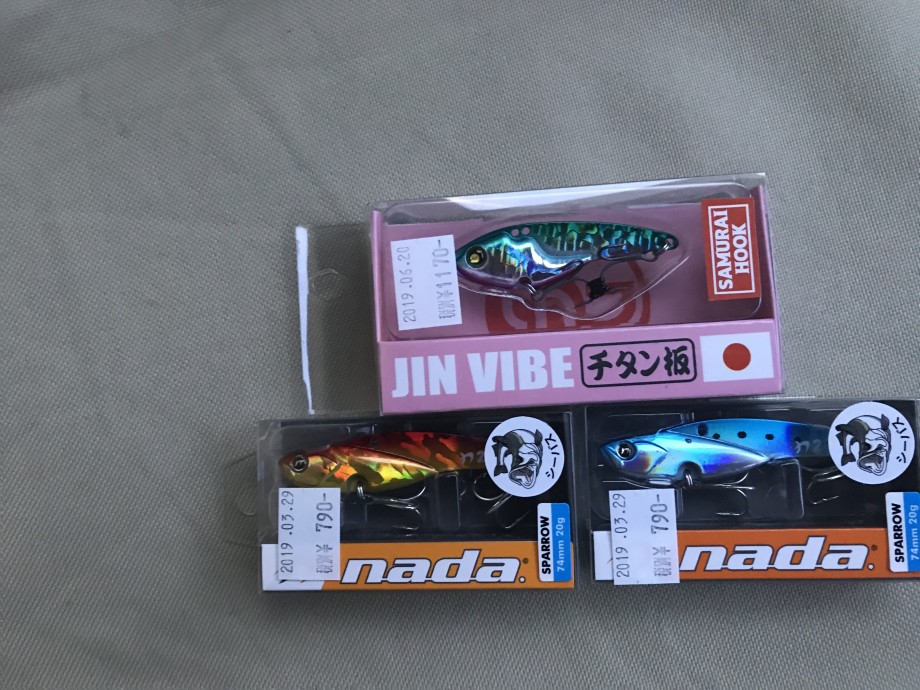 2019.06.20
税別¥1170-
SAMURAI
HOOK
JIN VIBE
チタン板
2019.03.29
税別¥ 790-
シーバス
SPARROW
74mm 20g
nada.
2019.03.29
税別¥ 790-
シーバス
SPARROW
74mm 20g
nada.